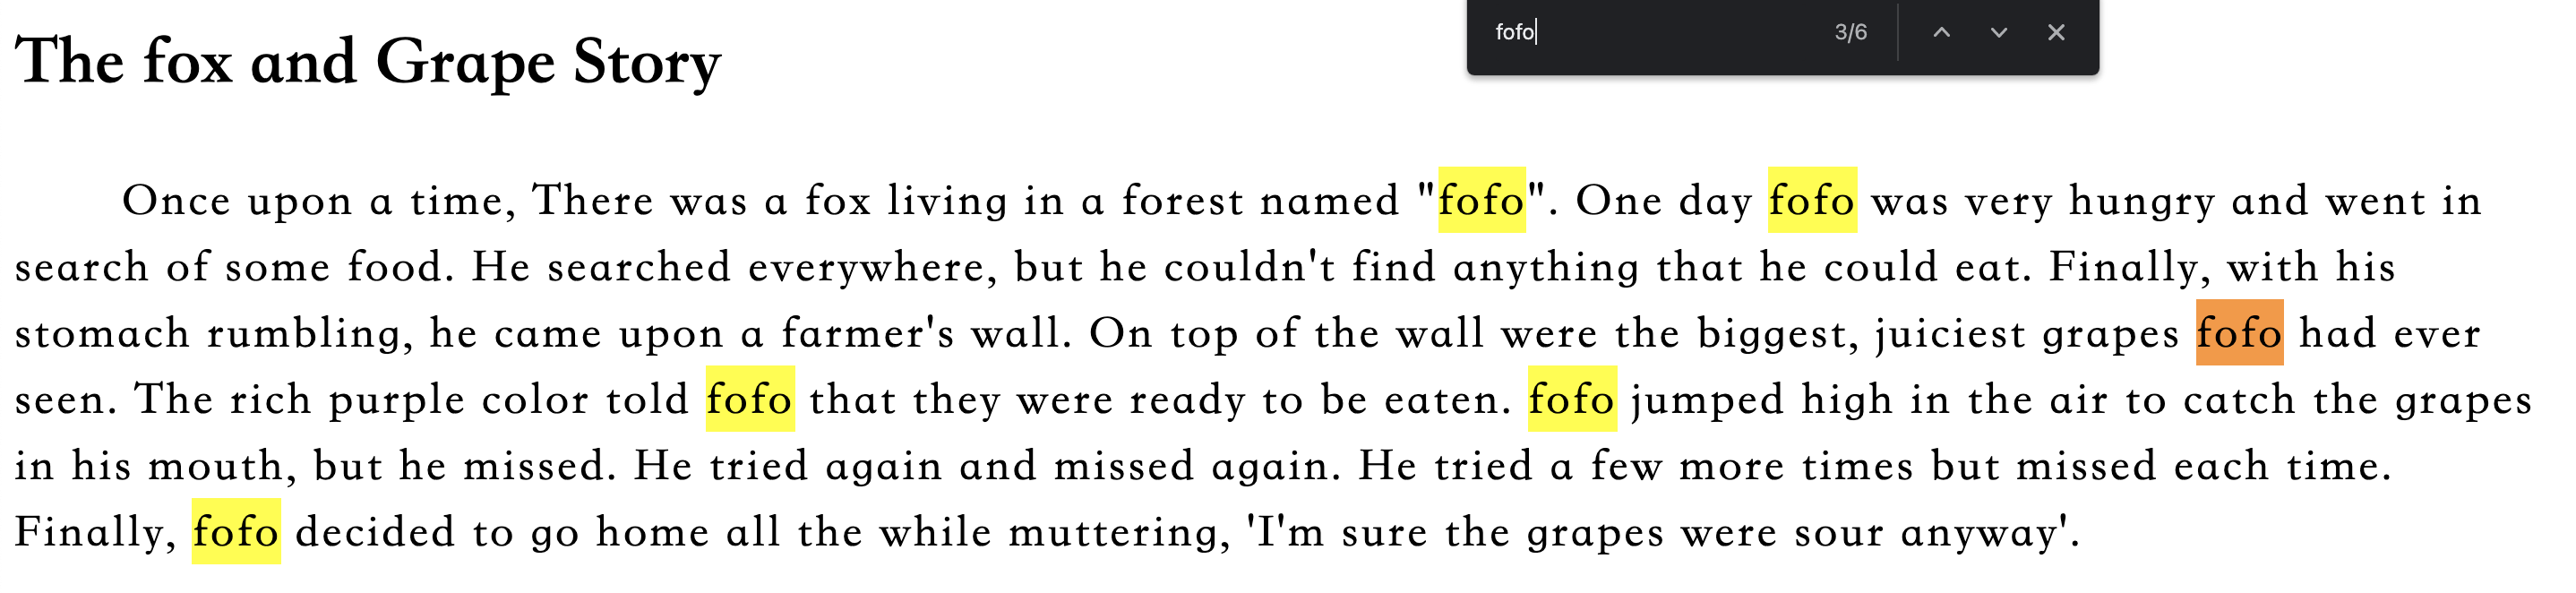 fofo 3/6
The fox and Grape Story
Once upon a time, There was a fox living in a forest named "fofo". One day fofo was very hungry and went in
search of some food. He searched everywhere, but he couldn't find anything that he could eat. Finally, with his
stomach rumbling, he came upon a farmer's wall. On top of the wall were the biggest, juiciest grapes fofo had ever
seen. The rich purple color told fofo that they were ready to be eaten. fofo jumped high in the air to catch the grapes
in his mouth, but he missed. He tried again and missed again. He tried a few more times but missed each time.
Finally, fofo decided to go home all the while muttering, 'I'm sure the grapes were sour anyway'.